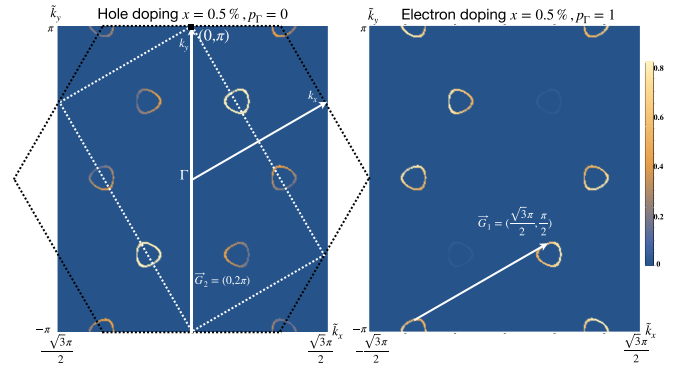 Hole doping x = 0.5 %, p_Γ = 0
Electron doping x = 0.5 %, p_Γ = 1
k̃_y
π
k_y
(0,π)
k_x
Γ
G⃗_2 = (0,2π)
−π
−√3π/2
√3π/2
k̃_x
k̃_y
π
G⃗_1 = (√3π/2, π/2)
−π
−√3π/2
√3π/2
k̃_x
0.8
0.6
0.4
0.2
0